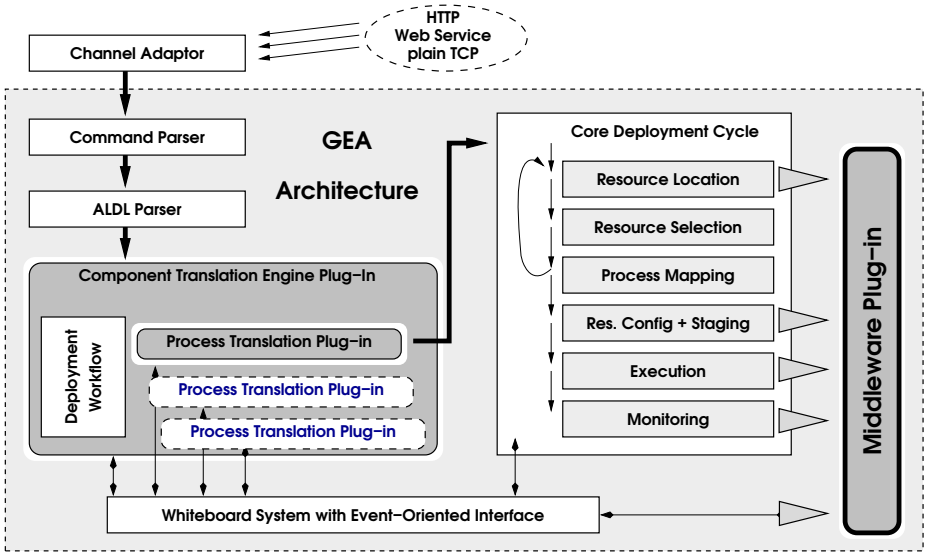 HTTP
Web Service
plain TCP
Channel Adaptor
Command Parser
ALDL Parser
GEA
Architecture
Component Translation Engine Plug−In
Deployment
Workflow
Process Translation Plug−in
Process Translation Plug−in
Process Translation Plug−in
Core Deployment Cycle
Resource Location
Resource Selection
Process Mapping
Res. Config + Staging
Execution
Monitoring
Middleware Plug−in
Whiteboard System with Event−Oriented Interface